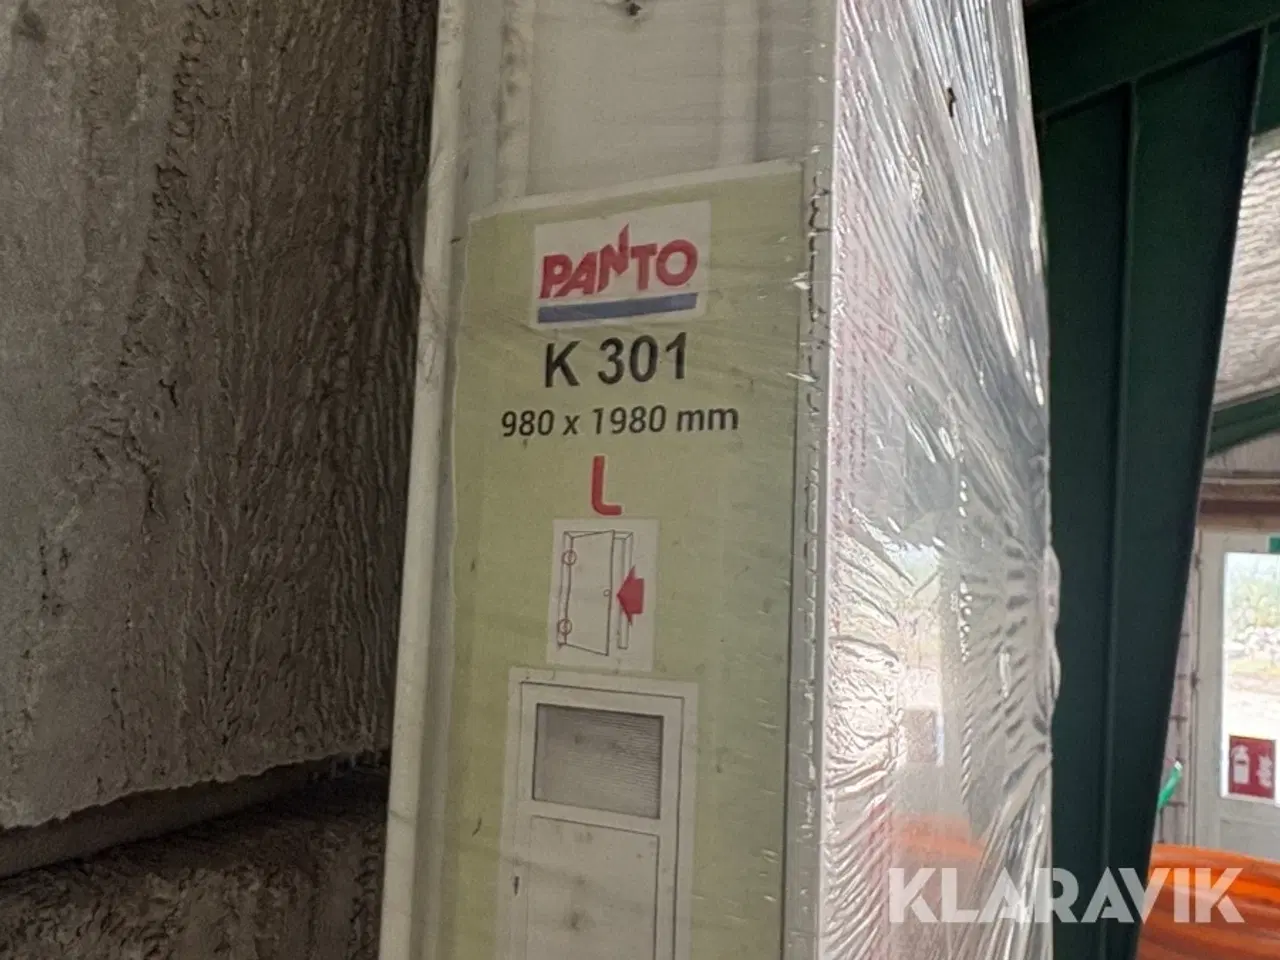 PANTO
K 301
980 x 1980 mm
L
KLARAVIK